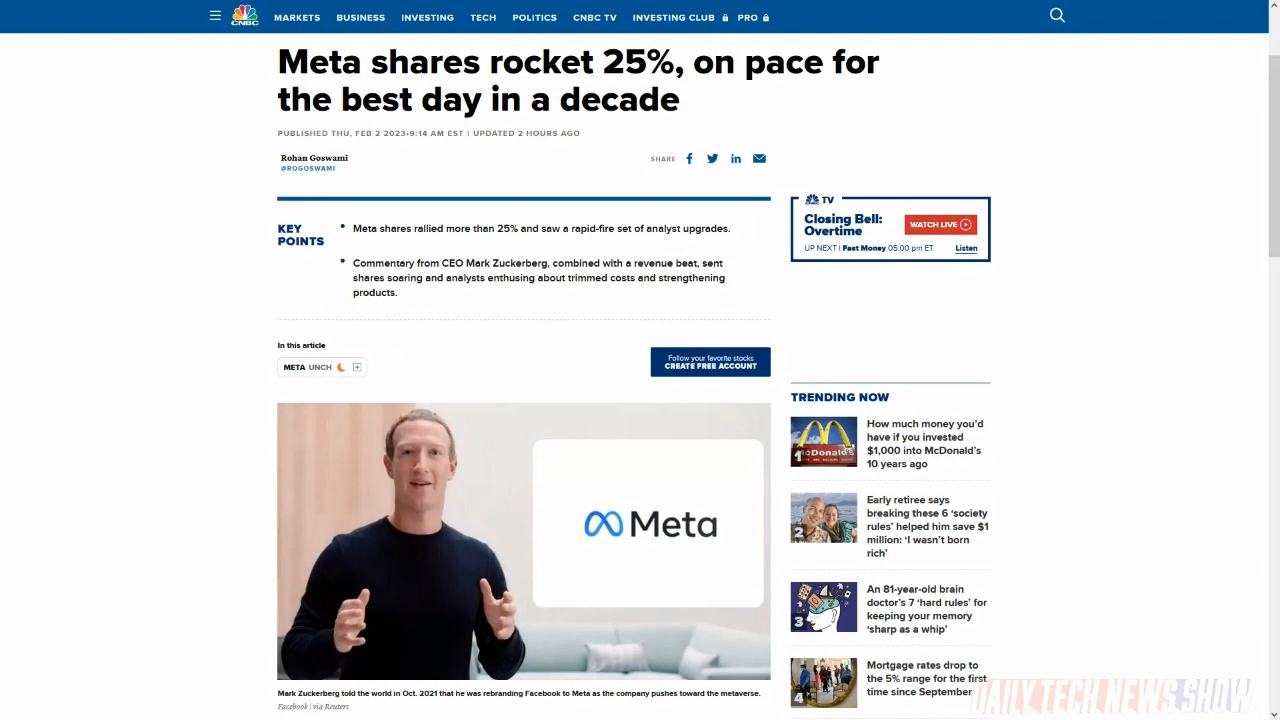 CNBC
MARKETS BUSINESS INVESTING TECH POLITICS CNBC TV INVESTING CLUB PRO
Meta shares rocket 25%, on pace for
the best day in a decade
PUBLISHED THU, FEB 2 2023•9:14 AM EST | UPDATED 2 HOURS AGO
Rohan Goswami
@ROGOSWAMI
SHARE
KEY
POINTS
• Meta shares rallied more than 25% and saw a rapid-fire set of analyst upgrades.
• Commentary from CEO Mark Zuckerberg, combined with a revenue beat, sent
shares soaring and analysts enthusing about trimmed costs and strengthening
products.
TV
Closing Bell:
Overtime
WATCH LIVE
UP NEXT | Fast Money 05:00 pm ET
Listen
In this article
META UNCH
Follow your favorite stocks
CREATE FREE ACCOUNT
Meta
Mark Zuckerberg told the world in Oct. 2021 that he was rebranding Facebook to Meta as the company pushes toward the metaverse.
Facebook | via Reuters
TRENDING NOW
1
McDonald's
How much money you'd
have if you invested
$1,000 into McDonald's
10 years ago
2
Early retiree says
breaking these 6 'society
rules' helped him save $1
million: 'I wasn't born
rich'
3
An 81-year-old brain
doctor's 7 'hard rules' for
keeping your memory
'sharp as a whip'
4
Mortgage rates drop to
the 5% range for the first
time since September
DAILY TECH NEWS SHOW